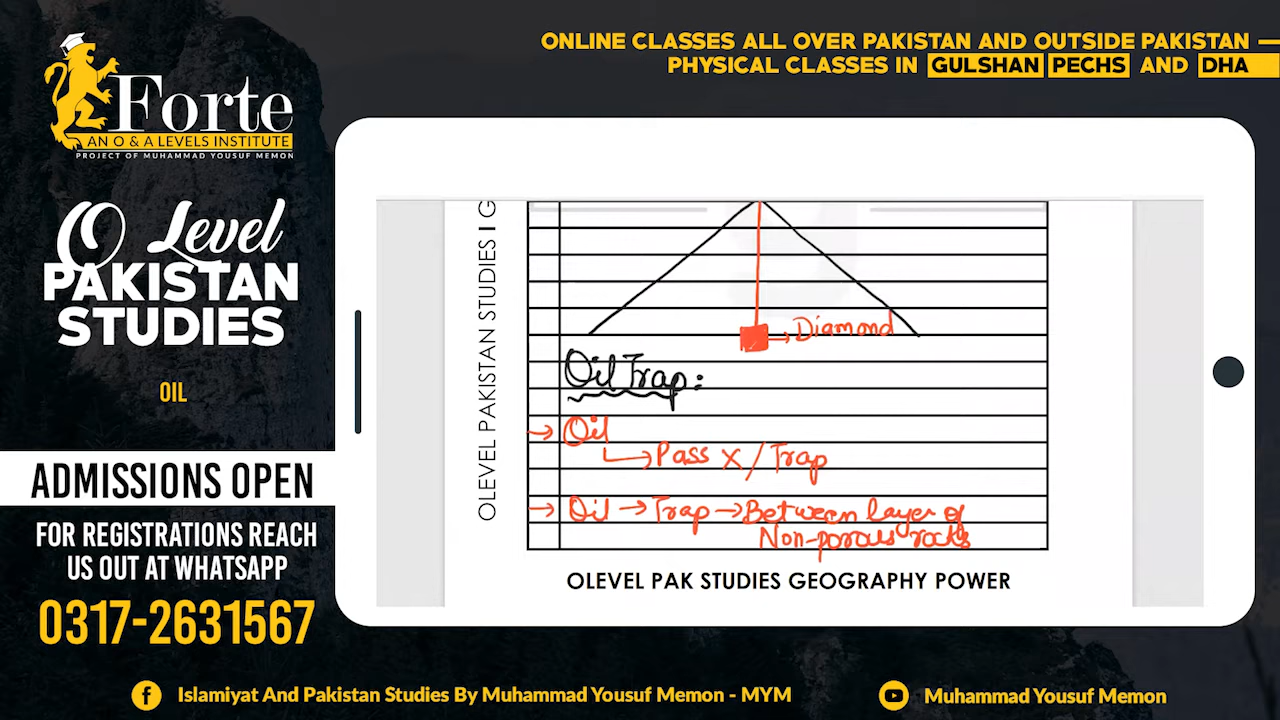 Forte
AN O & A LEVELS INSTITUTE
PROJECT OF MUHAMMAD YOUSUF MEMON
ONLINE CLASSES ALL OVER PAKISTAN AND OUTSIDE PAKISTAN
PHYSICAL CLASSES IN GULSHAN PECHS AND DHA
O Level
PAKISTAN
STUDIES
OIL
ADMISSIONS OPEN
FOR REGISTRATIONS REACH
US OUT AT WHATSAPP
0317-2631567
OLEVEL PAKISTAN STUDIES I G
→ Diamond
Oil Trap:
→ Oil
→ Pass X / Trap
→ Oil → Trap → Between layer of
Non-porous rocks
OLEVEL PAK STUDIES GEOGRAPHY POWER
Islamiyat And Pakistan Studies By Muhammad Yousuf Memon - MYM
Muhammad Yousuf Memon